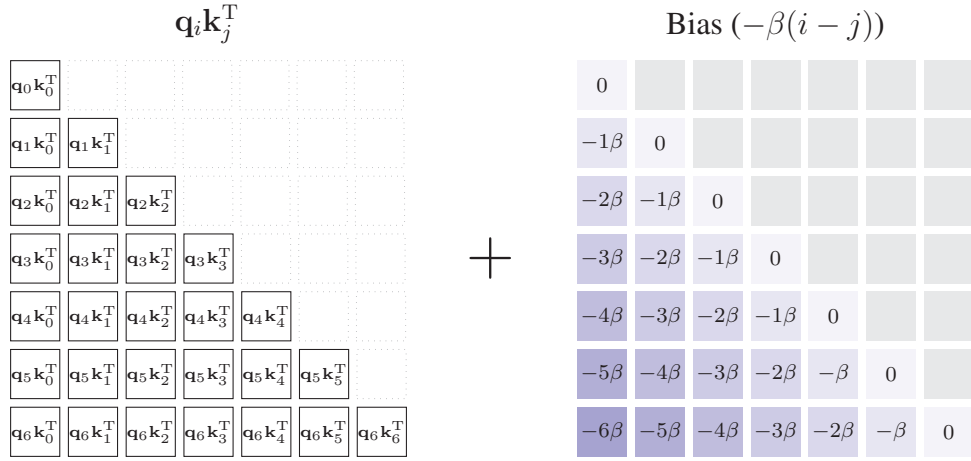 q_i k_j^T Bias (−β(i − j))
q_0 k_0^T 0
q_1 k_0^T q_1 k_1^T −1β 0
q_2 k_0^T q_2 k_1^T q_2 k_2^T −2β −1β 0
q_3 k_0^T q_3 k_1^T q_3 k_2^T q_3 k_3^T + −3β −2β −1β 0
q_4 k_0^T q_4 k_1^T q_4 k_2^T q_4 k_3^T q_4 k_4^T −4β −3β −2β −1β 0
q_5 k_0^T q_5 k_1^T q_5 k_2^T q_5 k_3^T q_5 k_4^T q_5 k_5^T −5β −4β −3β −2β −β 0
q_6 k_0^T q_6 k_1^T q_6 k_2^T q_6 k_3^T q_6 k_4^T q_6 k_5^T q_6 k_6^T −6β −5β −4β −3β −2β −β 0